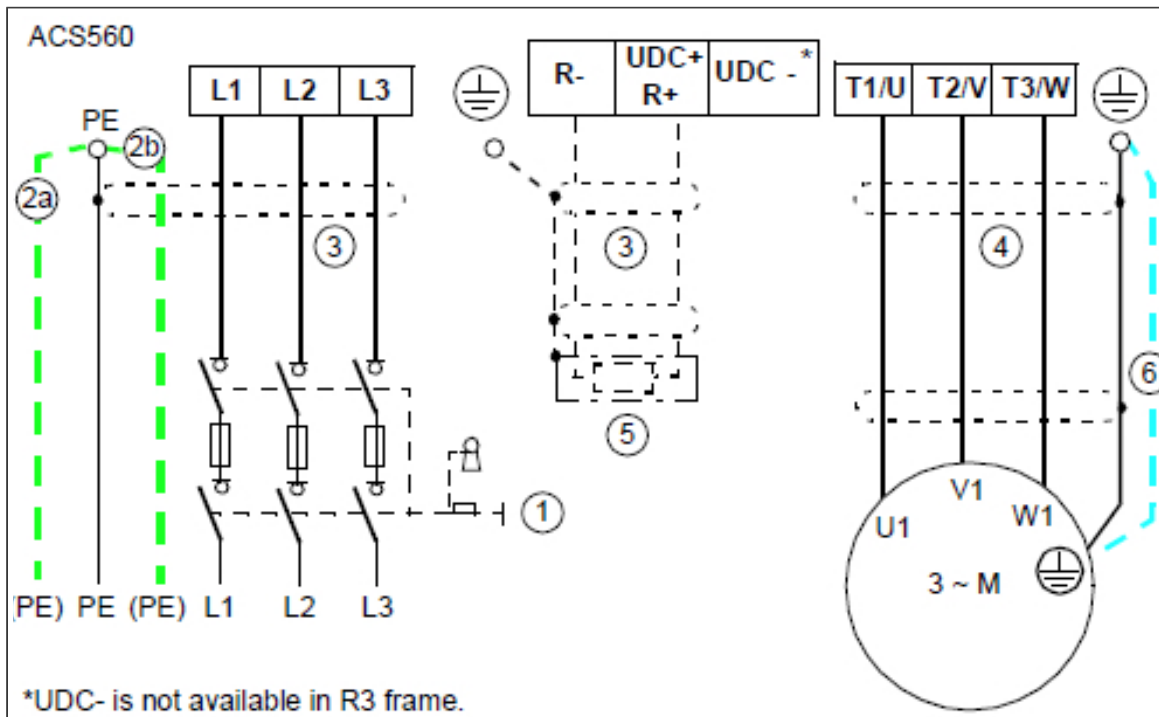 ACS560
L1 L2 L3
R- UDC+ R+ UDC -*
T1/U T2/V T3/W
PE
2b
2a
3
3
4
6
5
1
U1 V1 W1
3 ~ M
(PE) PE (PE) L1 L2 L3
*UDC- is not available in R3 frame.